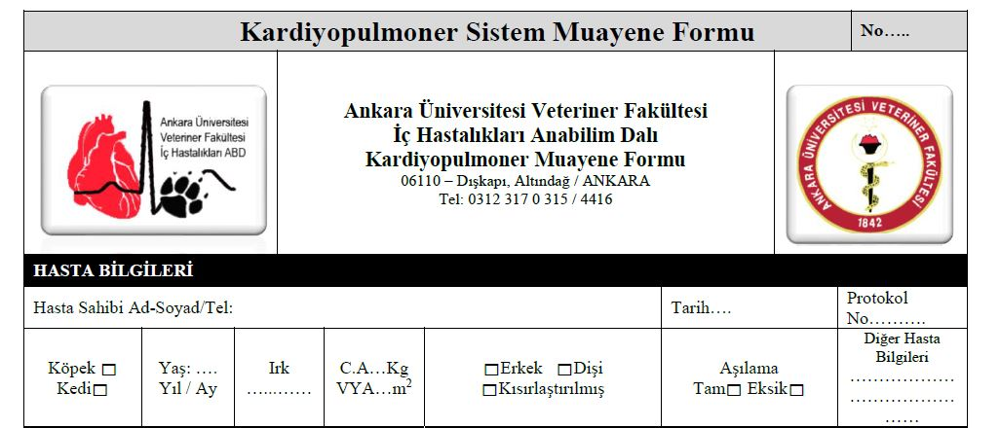 Kardiyopulmoner Sistem Muayene Formu
No…..
Ankara Üniversitesi
Veteriner Fakültesi
İç Hastalıkları ABD
Ankara Üniversitesi Veteriner Fakültesi
İç Hastalıkları Anabilim Dalı
Kardiyopulmoner Muayene Formu
06110 – Dışkapı, Altındağ / ANKARA
Tel: 0312 317 0 315 / 4416
ANKARA ÜNİVERSİTESİ VETERİNER FAKÜLTESİ
1842
HASTA BİLGİLERİ
Hasta Sahibi Ad-Soyad/Tel:
Tarih….
Protokol
No……….
Köpek □
Kedi□
Yaş: ….
Yıl / Ay
Irk
…..……
C.A…Kg
VYA…m²
□Erkek □Dişi
□Kısırlaştırılmış
Aşılama
Tam□ Eksik□
Diğer Hasta
Bilgileri
………………
………………
……